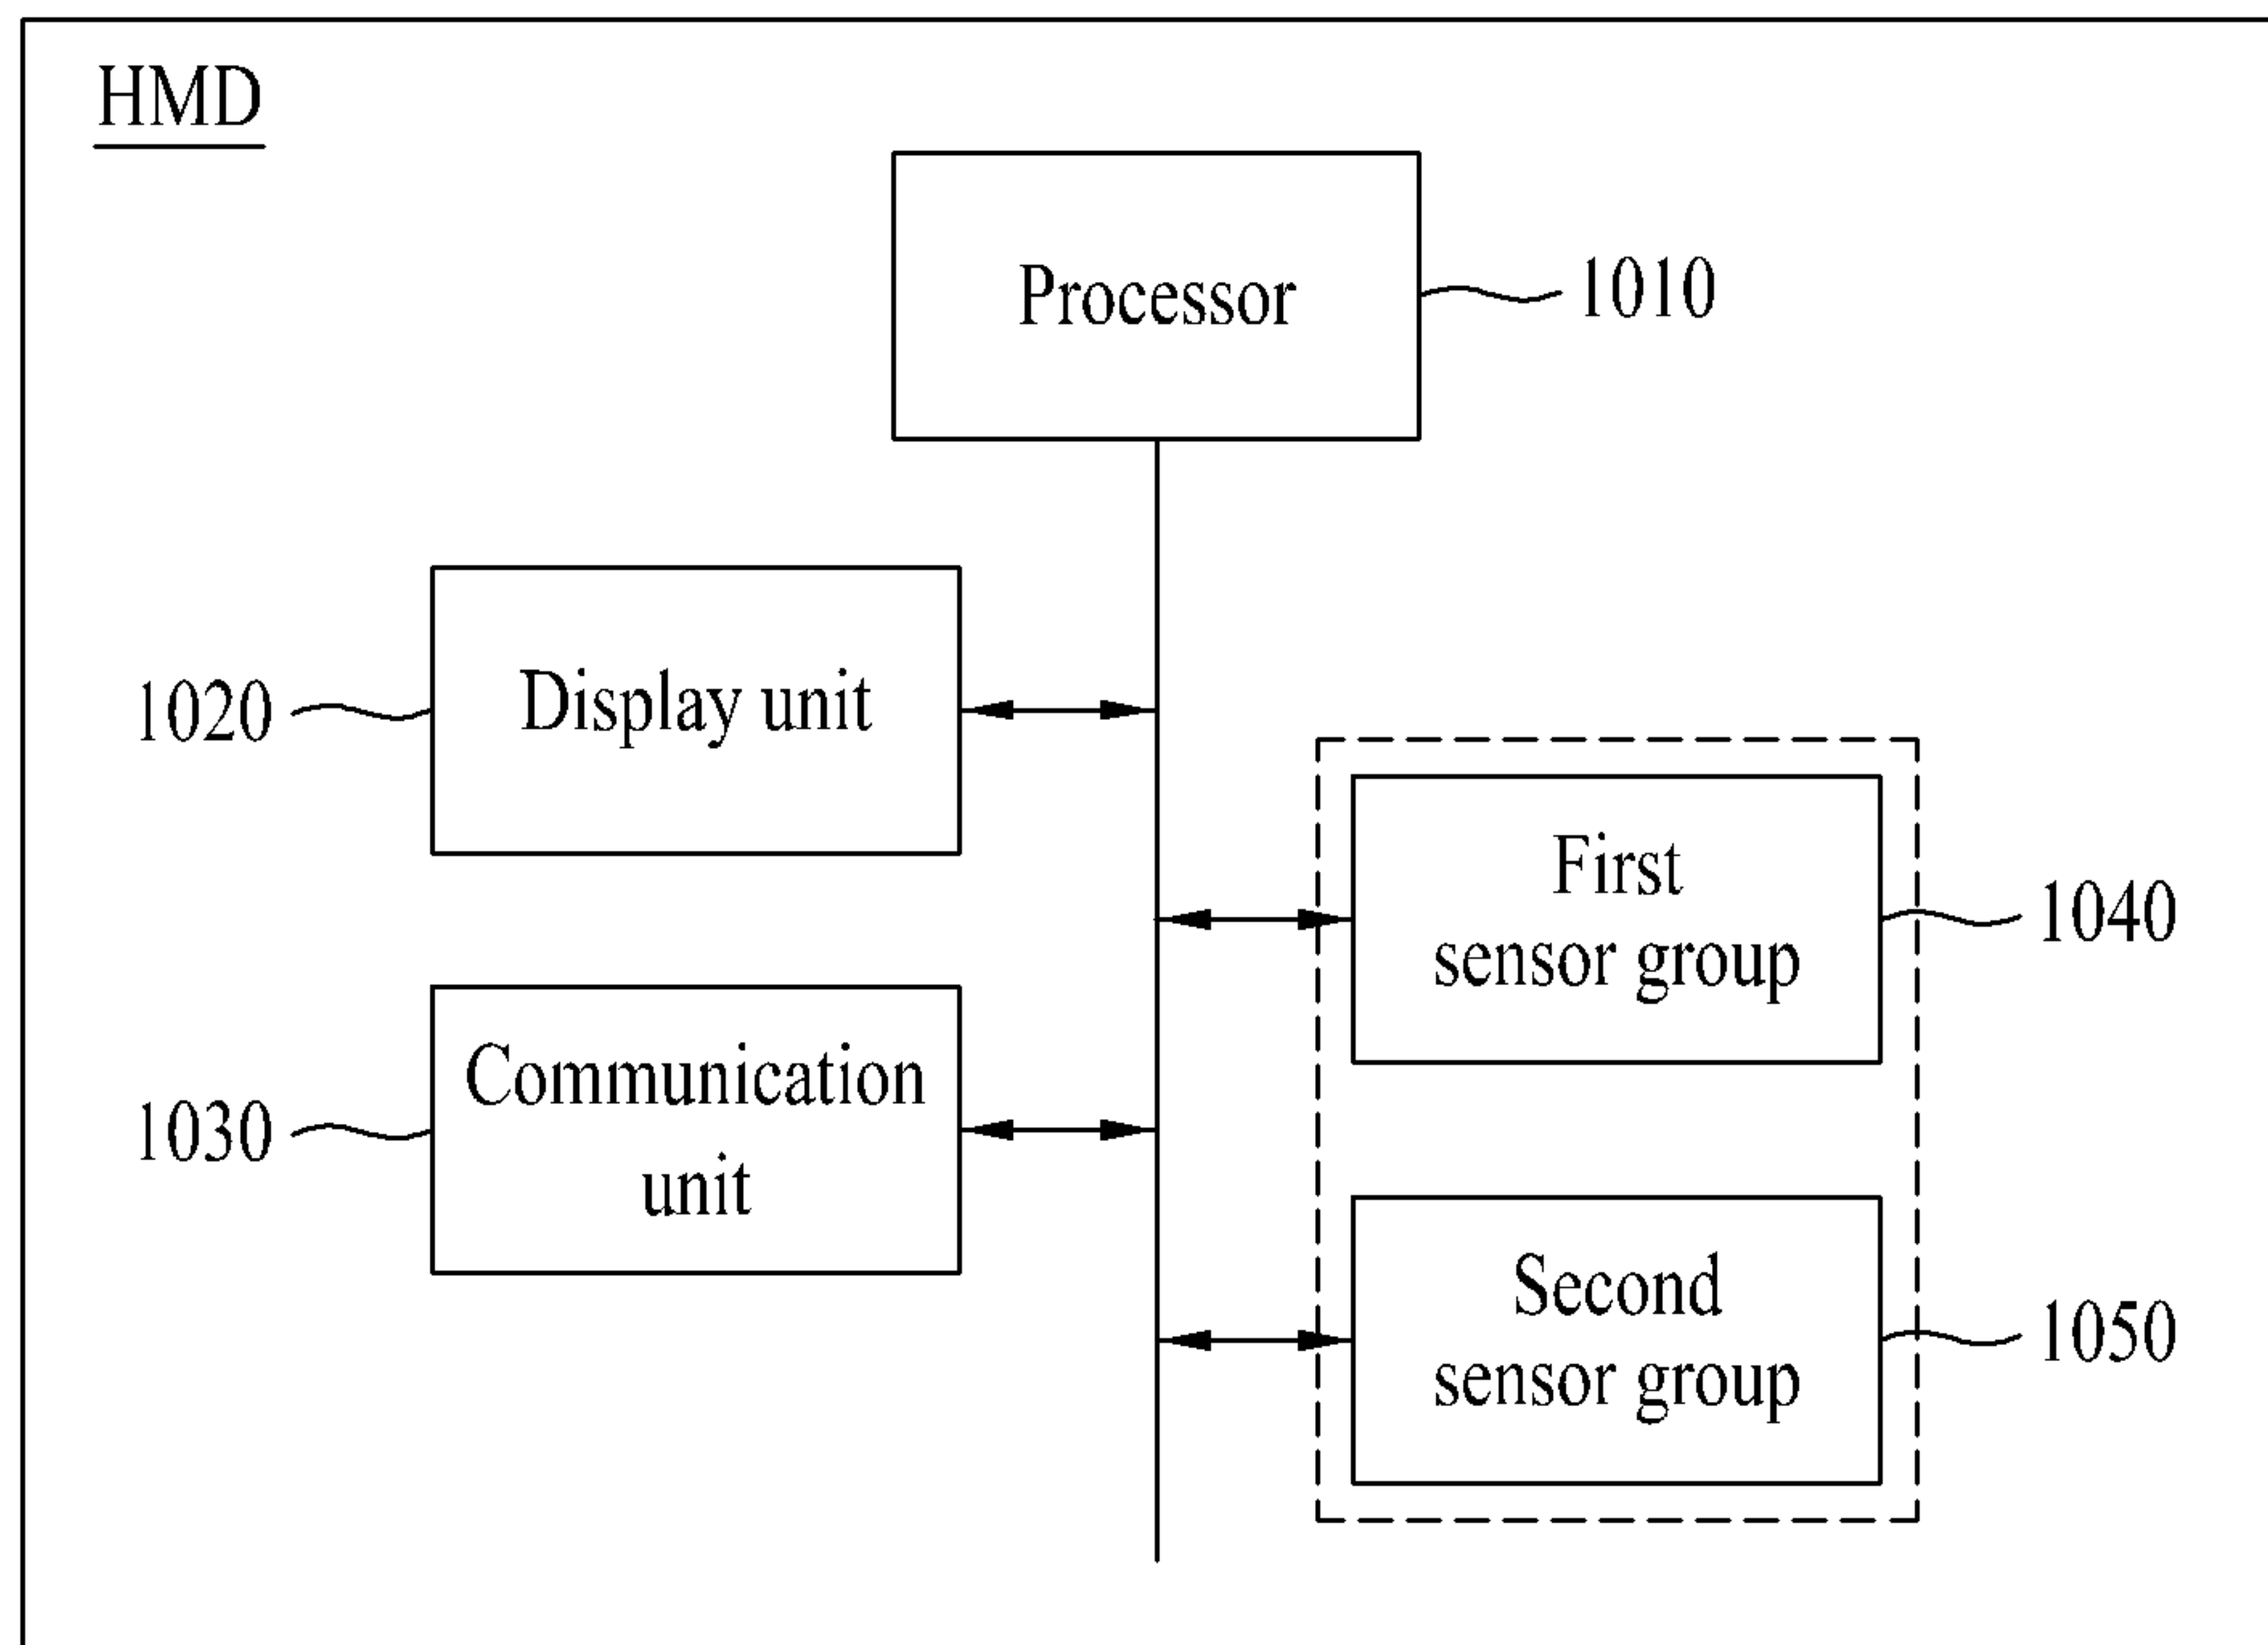 HMD
Processor
1010
1020
Display unit
First
sensor group
1040
1030
Communication
unit
Second
sensor group
1050